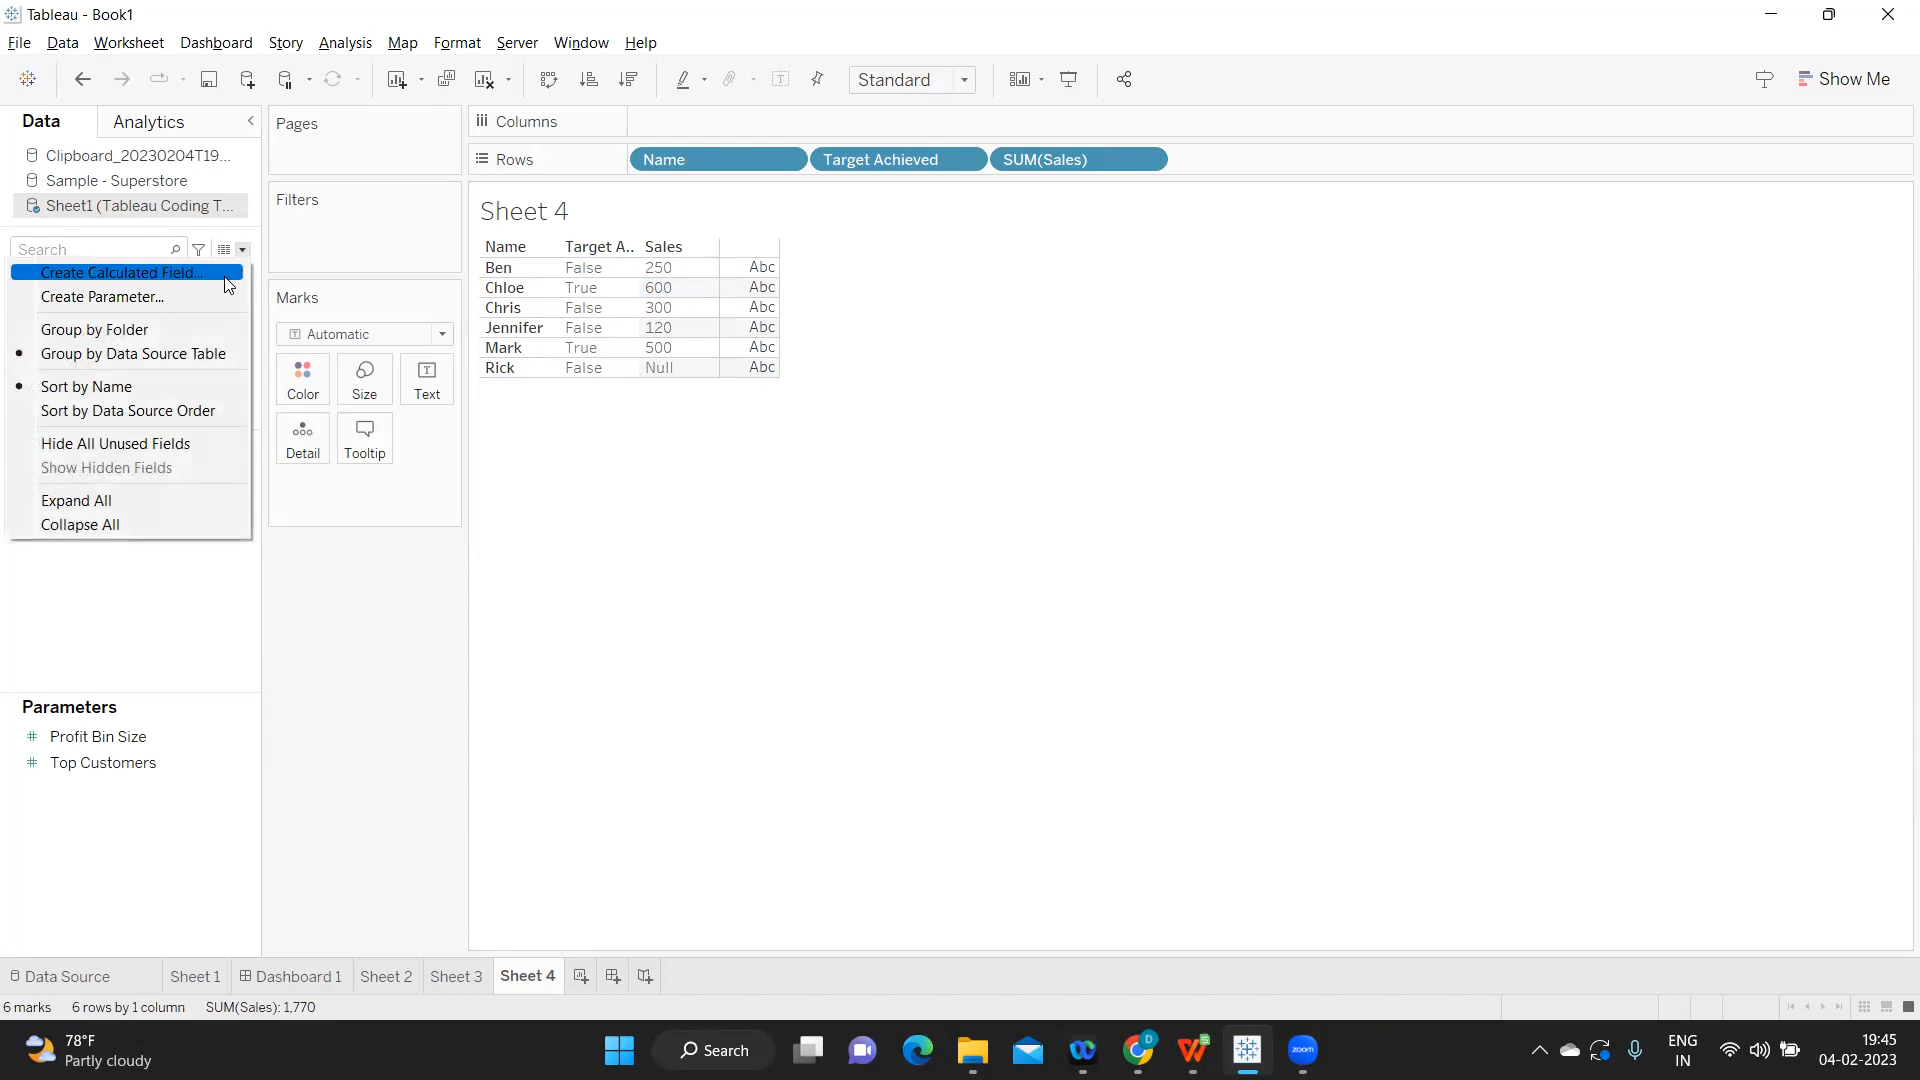 Tableau - Book1
File Data Worksheet Dashboard Story Analysis Map Format Server Window Help
Standard
Show Me
Data Analytics
Clipboard_20230204T19...
Sample - Superstore
Sheet1 (Tableau Coding T...
Search
Create Calculated Field...
Create Parameter...
Group by Folder
Group by Data Source Table
Sort by Name
Sort by Data Source Order
Hide All Unused Fields
Show Hidden Fields
Expand All
Collapse All
Parameters
# Profit Bin Size
# Top Customers
Pages
Filters
Marks
Automatic
Color Size Text
Detail Tooltip
Columns
Rows Name Target Achieved SUM(Sales)
Sheet 4
Name Target A.. Sales
Ben False 250 Abc
Chloe True 600 Abc
Chris False 300 Abc
Jennifer False 120 Abc
Mark True 500 Abc
Rick False Null Abc
Data Source Sheet 1 Dashboard 1 Sheet 2 Sheet 3 Sheet 4
6 marks 6 rows by 1 column SUM(Sales): 1,770
78°F
Partly cloudy
Search
zoom
ENG
IN
19:45
04-02-2023